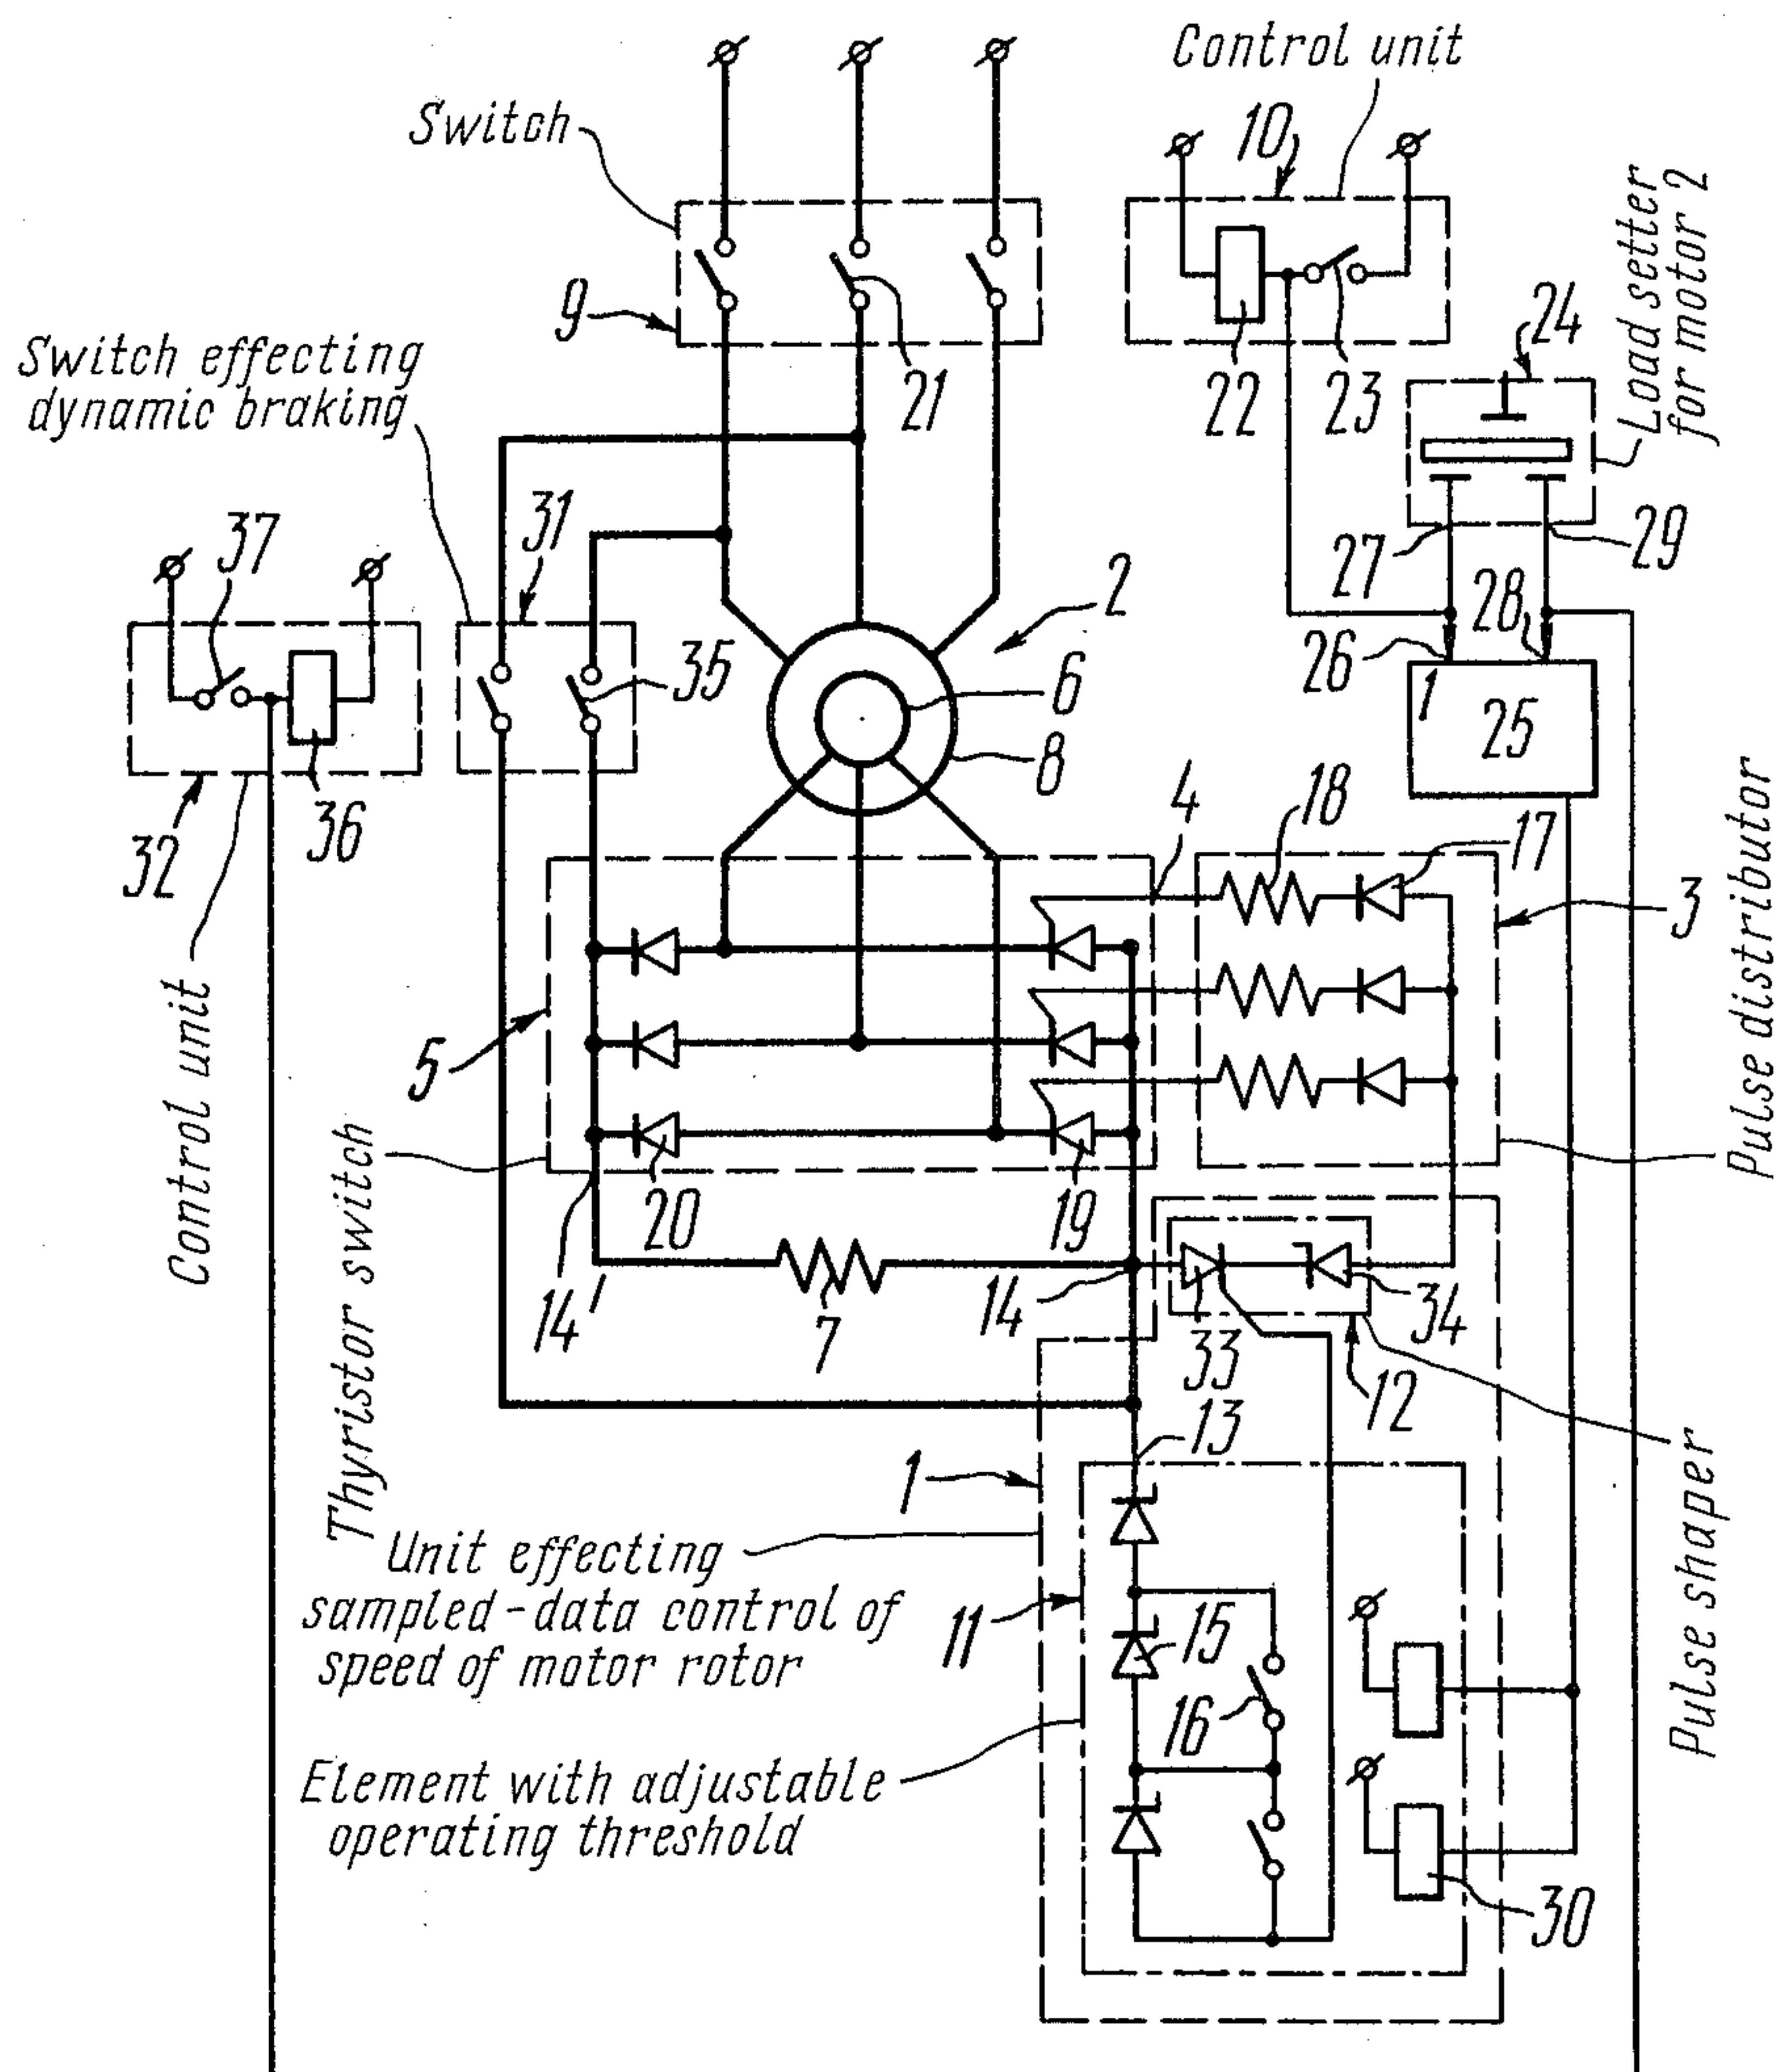 Control unit
Switch
10
Load setter
for motor 2
9
21
22
23
24
Switch effecting
dynamic braking
37
31
27
29
2
26
28
35
6
1
25
8
36
32
4
18
17
3
5
Pulse distributor
Control unit
Thyristor switch
20
19
14'
7
14
33
34
12
13
1
Unit effecting
sampled-data control of
speed of motor rotor
11
15
16
Pulse shaper
Element with adjustable
operating threshold
30